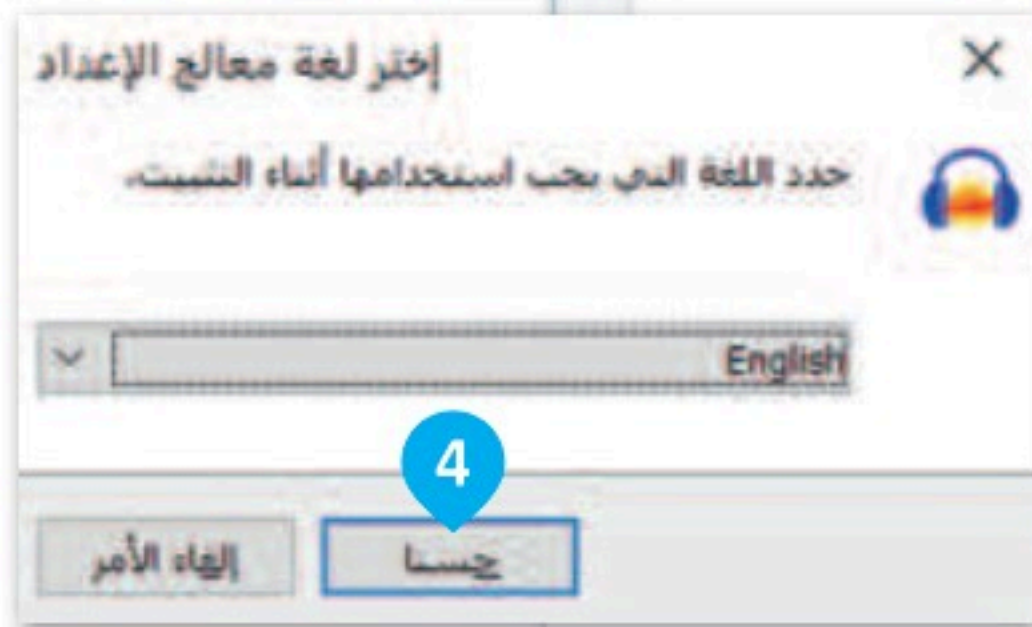 إختر لغة معالج الإعداد
حدد اللغة التي يجب استخدامها أثناء التثبيت.
English
4
حسنا
إلغاء الأمر